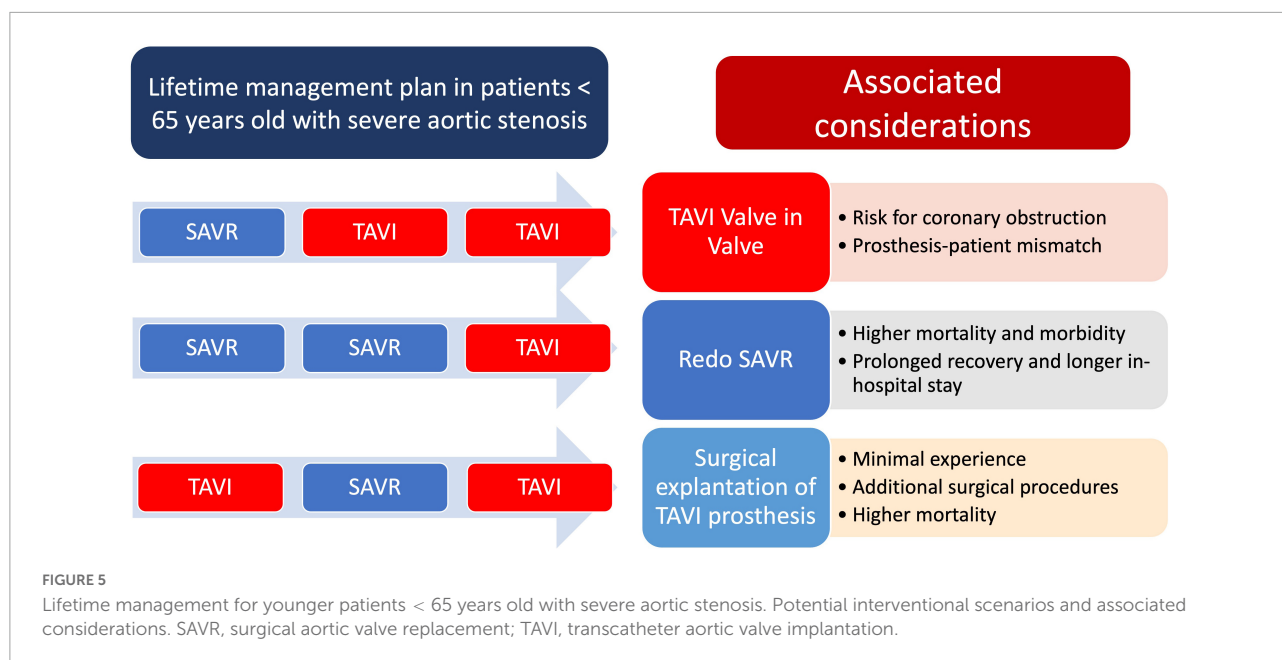 Lifetime management plan in patients <
65 years old with severe aortic stenosis
Associated
considerations
SAVR
TAVI
TAVI
TAVI Valve in
Valve
• Risk for coronary obstruction
• Prosthesis-patient mismatch
SAVR
SAVR
TAVI
Redo SAVR
• Higher mortality and morbidity
• Prolonged recovery and longer in-
hospital stay
TAVI
SAVR
TAVI
Surgical
explantation of
TAVI prosthesis
• Minimal experience
• Additional surgical procedures
• Higher mortality
FIGURE 5
Lifetime management for younger patients < 65 years old with severe aortic stenosis. Potential interventional scenarios and associated
considerations. SAVR, surgical aortic valve replacement; TAVI, transcatheter aortic valve implantation.